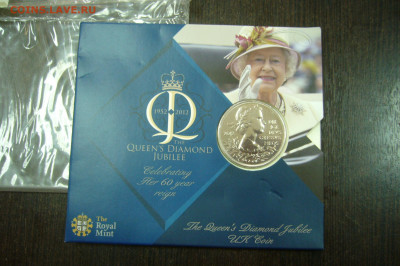 COINS.LAVE.RU
1952 2012
THE
QUEEN'S DIAMOND
JUBILEE
Celebrating
Her 60 year
reign
The
Royal
Mint
The Queen's Diamond Jubilee
UK Coin